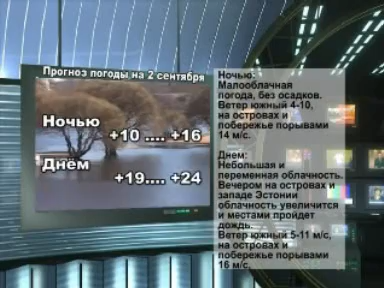 Прогноз погоды на 2 сентября
Ночью
+10 .... +16
Днём
+19.... +24
Ночью:
Малооблачная
погода, без осадков.
Ветер южный 4-10,
на островах и
побережье порывами
14 м/с.
Днем:
Небольшая и
переменная облачность.
Вечером на островах и
западе Эстонии
облачность увеличится
и местами пройдет
дождь.
Ветер южный 5-11 м/с,
на островах и
побережье порывами
16 м/с.